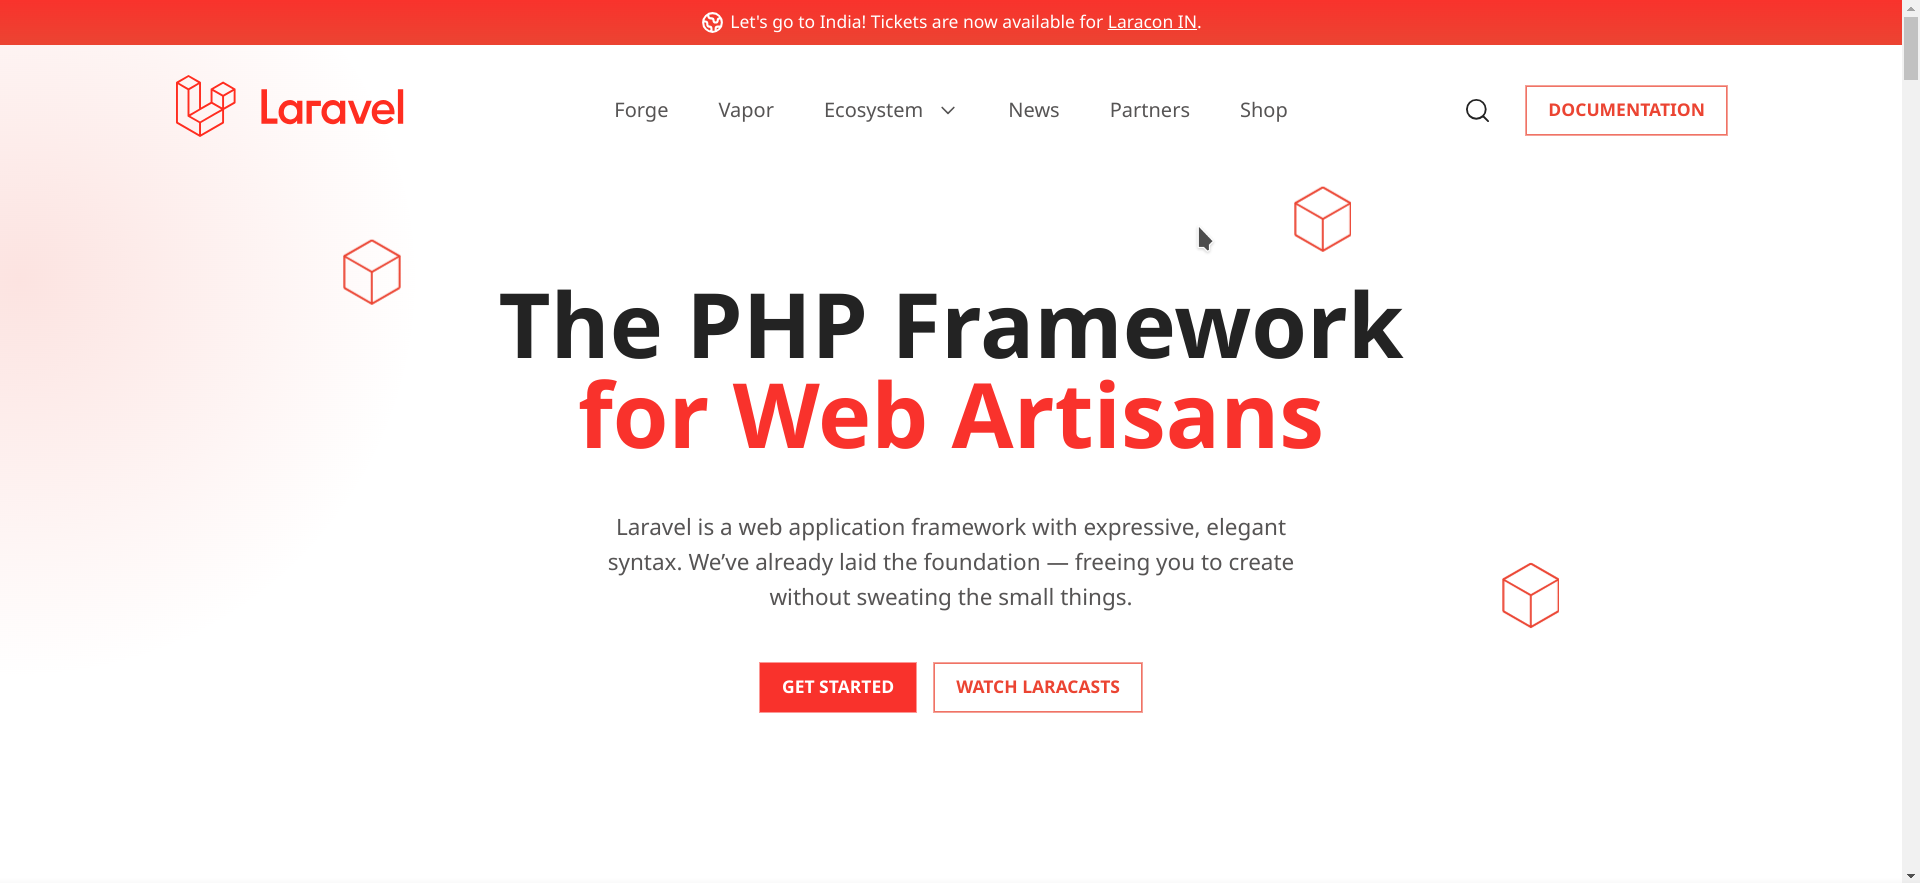 Let's go to India! Tickets are now available for Laracon IN.
Laravel
Forge
Vapor
Ecosystem
News
Partners
Shop
DOCUMENTATION
The PHP Framework
for Web Artisans
Laravel is a web application framework with expressive, elegant
syntax. We’ve already laid the foundation — freeing you to create
without sweating the small things.
GET STARTED
WATCH LARACASTS